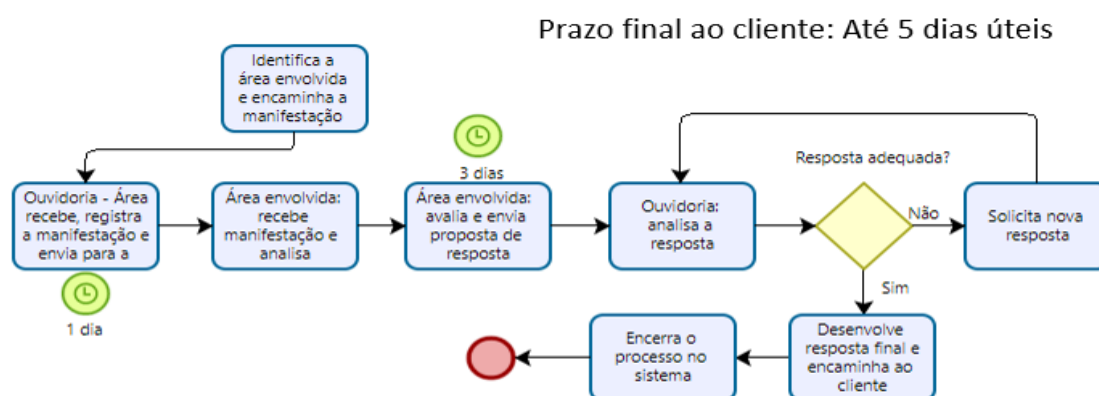 Prazo final ao cliente: Até 5 dias úteis
Identifica a
área envolvida
e encaminha a
manifestação
3 dias
Resposta adequada?
Ouvidoria - Área
recebe, registra
a manifestação e
envia para a
Área envolvida:
recebe
manifestação e
analisa
Área envolvida:
avalia e envia
proposta de
resposta
Ouvidoria:
analisa a
resposta
Não
Solicita nova
resposta
1 dia
Sim
Encerra o
processo no
sistema
Desenvolve
resposta final e
encaminha ao
cliente